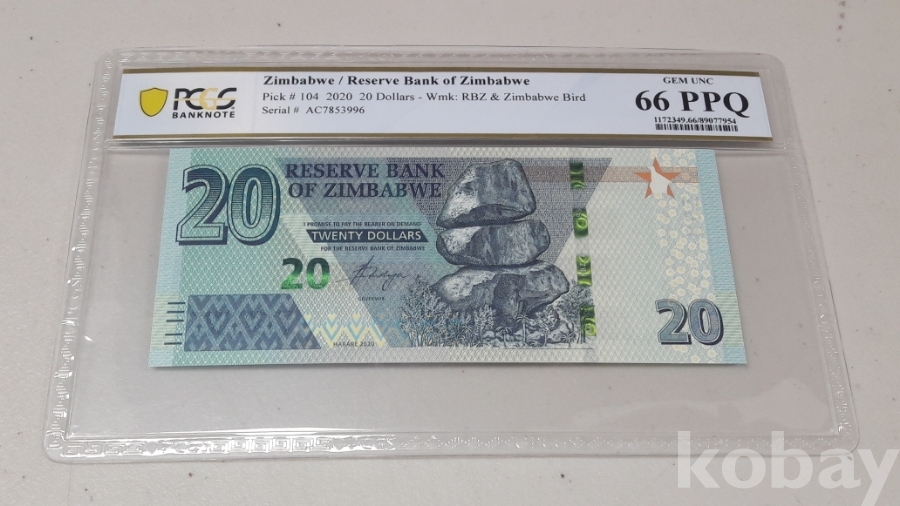 Zimbabwe / Reserve Bank of Zimbabwe
Pick # 104 2020 20 Dollars - Wmk: RBZ & Zimbabwe Bird
Serial # AC7853996
PCGS
BANKNOTE
GEM UNC
66 PPQ
1172349.66/89077954
20
RESERVE BANK
OF ZIMBABWE
I PROMISE TO PAY THE BEARER ON DEMAND
TWENTY DOLLARS
FOR THE RESERVE BANK OF ZIMBABWE
20
GOVERNOR
HARARE 2020
20
kobay